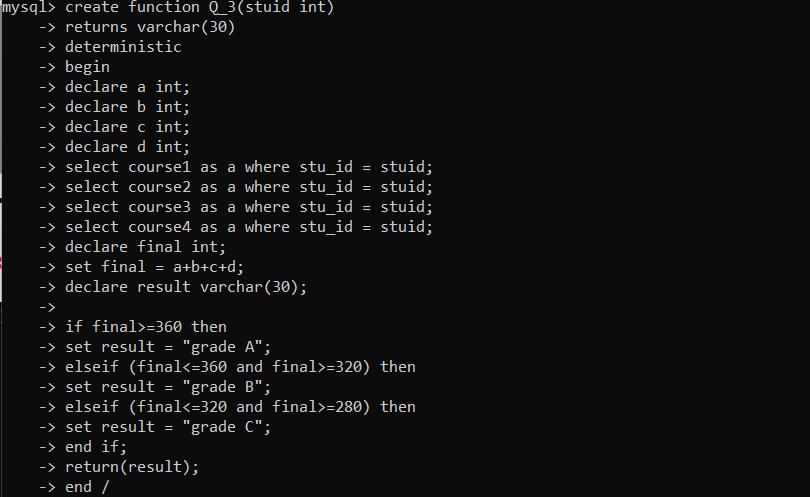 mysql> create function Q_3(stuid int)
-> returns varchar(30)
-> deterministic
-> begin
-> declare a int;
-> declare b int;
-> declare c int;
-> declare d int;
-> select course1 as a where stu_id = stuid;
-> select course2 as a where stu_id = stuid;
-> select course3 as a where stu_id = stuid;
-> select course4 as a where stu_id = stuid;
-> declare final int;
-> set final = a+b+c+d;
-> declare result varchar(30);
->
-> if final>=360 then
-> set result = "grade A";
-> elseif (final<=360 and final>=320) then
-> set result = "grade B";
-> elseif (final<=320 and final>=280) then
-> set result = "grade C";
-> end if;
-> return(result);
-> end /